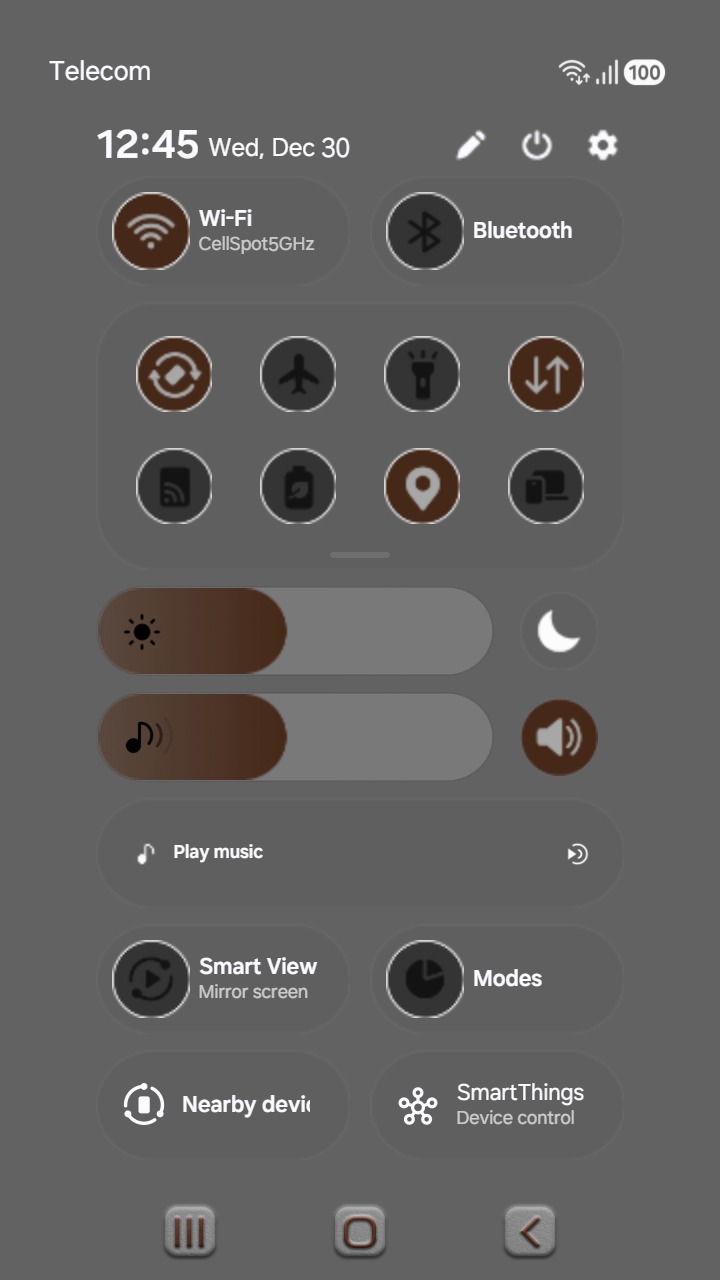 Telecom
100
12:45 Wed, Dec 30
Wi-Fi
CellSpot5GHz
Bluetooth
Play music
Smart View
Mirror screen
Modes
Nearby devi
SmartThings
Device control